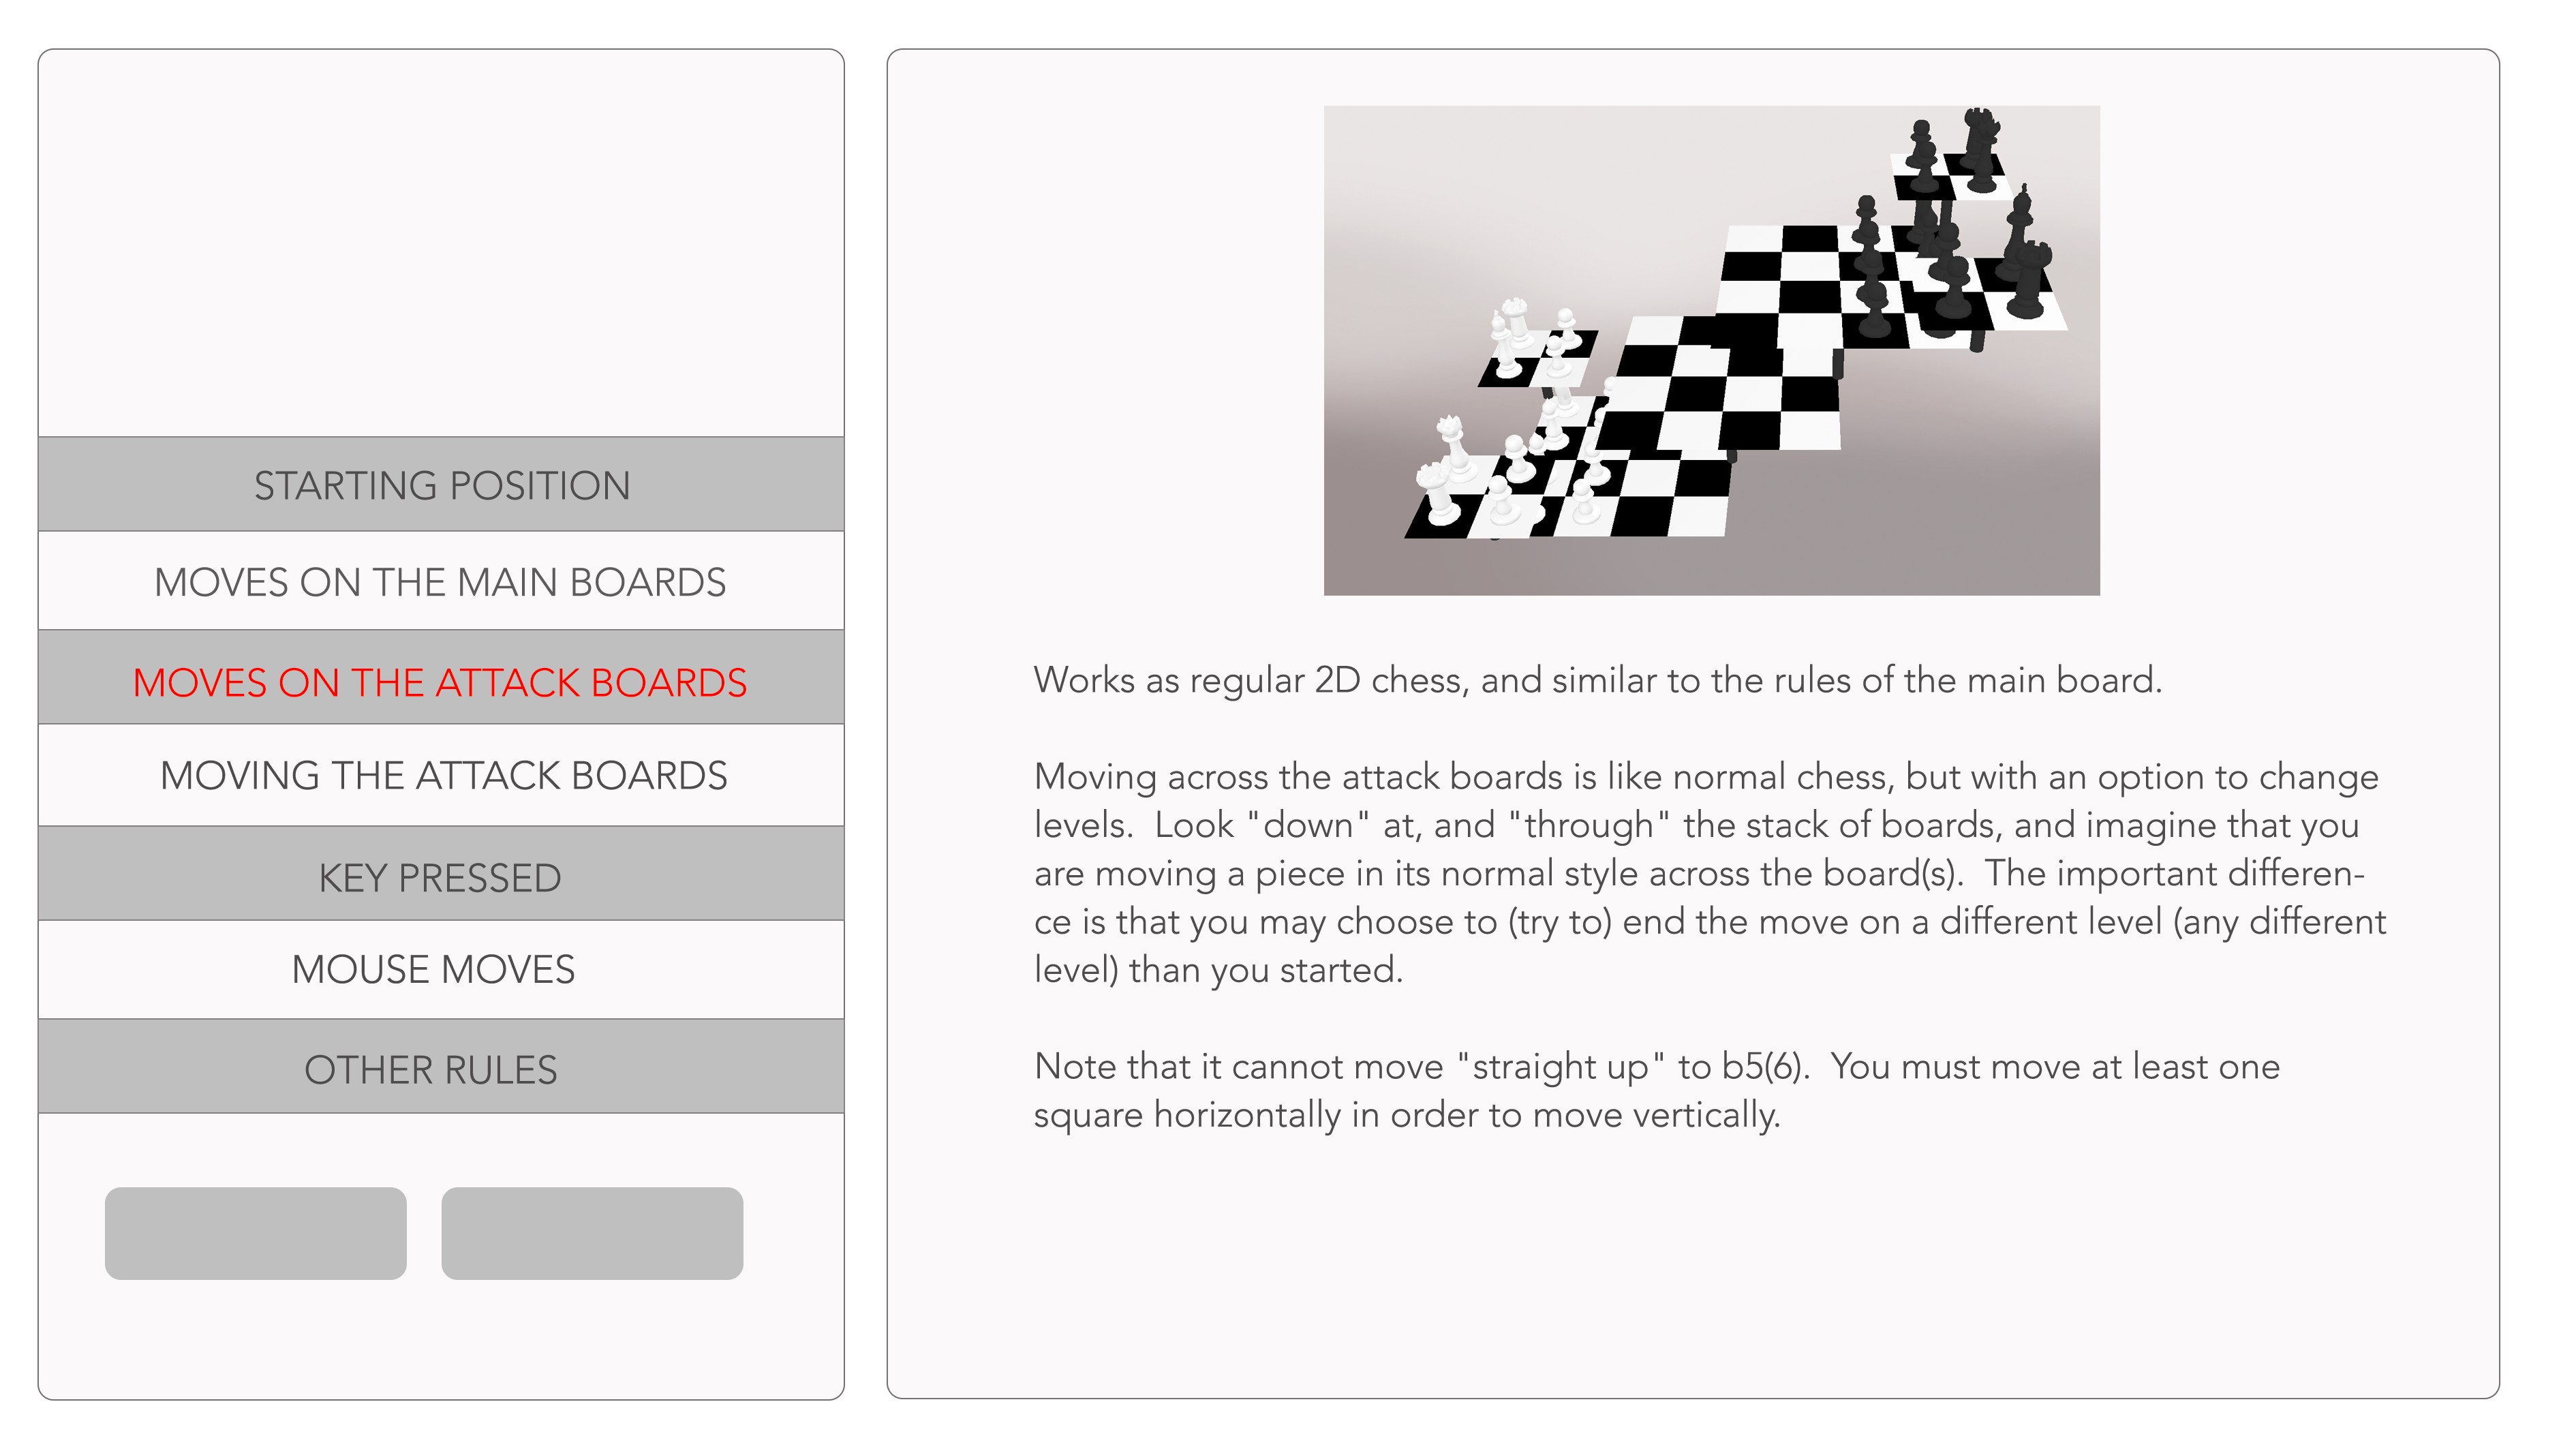 STARTING POSITION
MOVES ON THE MAIN BOARDS
MOVES ON THE ATTACK BOARDS
MOVING THE ATTACK BOARDS
KEY PRESSED
MOUSE MOVES
OTHER RULES
Works as regular 2D chess, and similar to the rules of the main board.
Moving across the attack boards is like normal chess, but with an option to change
levels.  Look "down" at, and "through" the stack of boards, and imagine that you
are moving a piece in its normal style across the board(s).  The important differen-
ce is that you may choose to (try to) end the move on a different level (any different
level) than you started.
Note that it cannot move "straight up" to b5(6).  You must move at least one
square horizontally in order to move vertically.